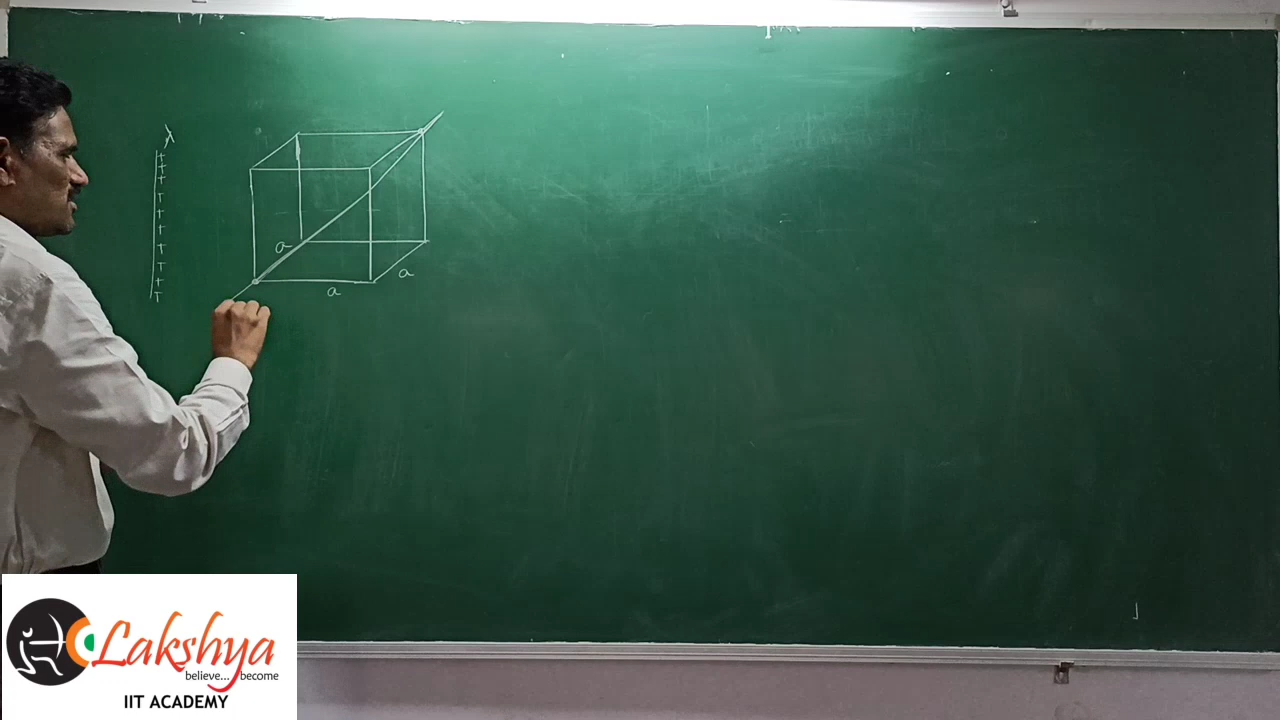 λ
+
+
+
+
+
+
+
+
+
+
a
a
a
Lakshya
believe... become
IIT ACADEMY